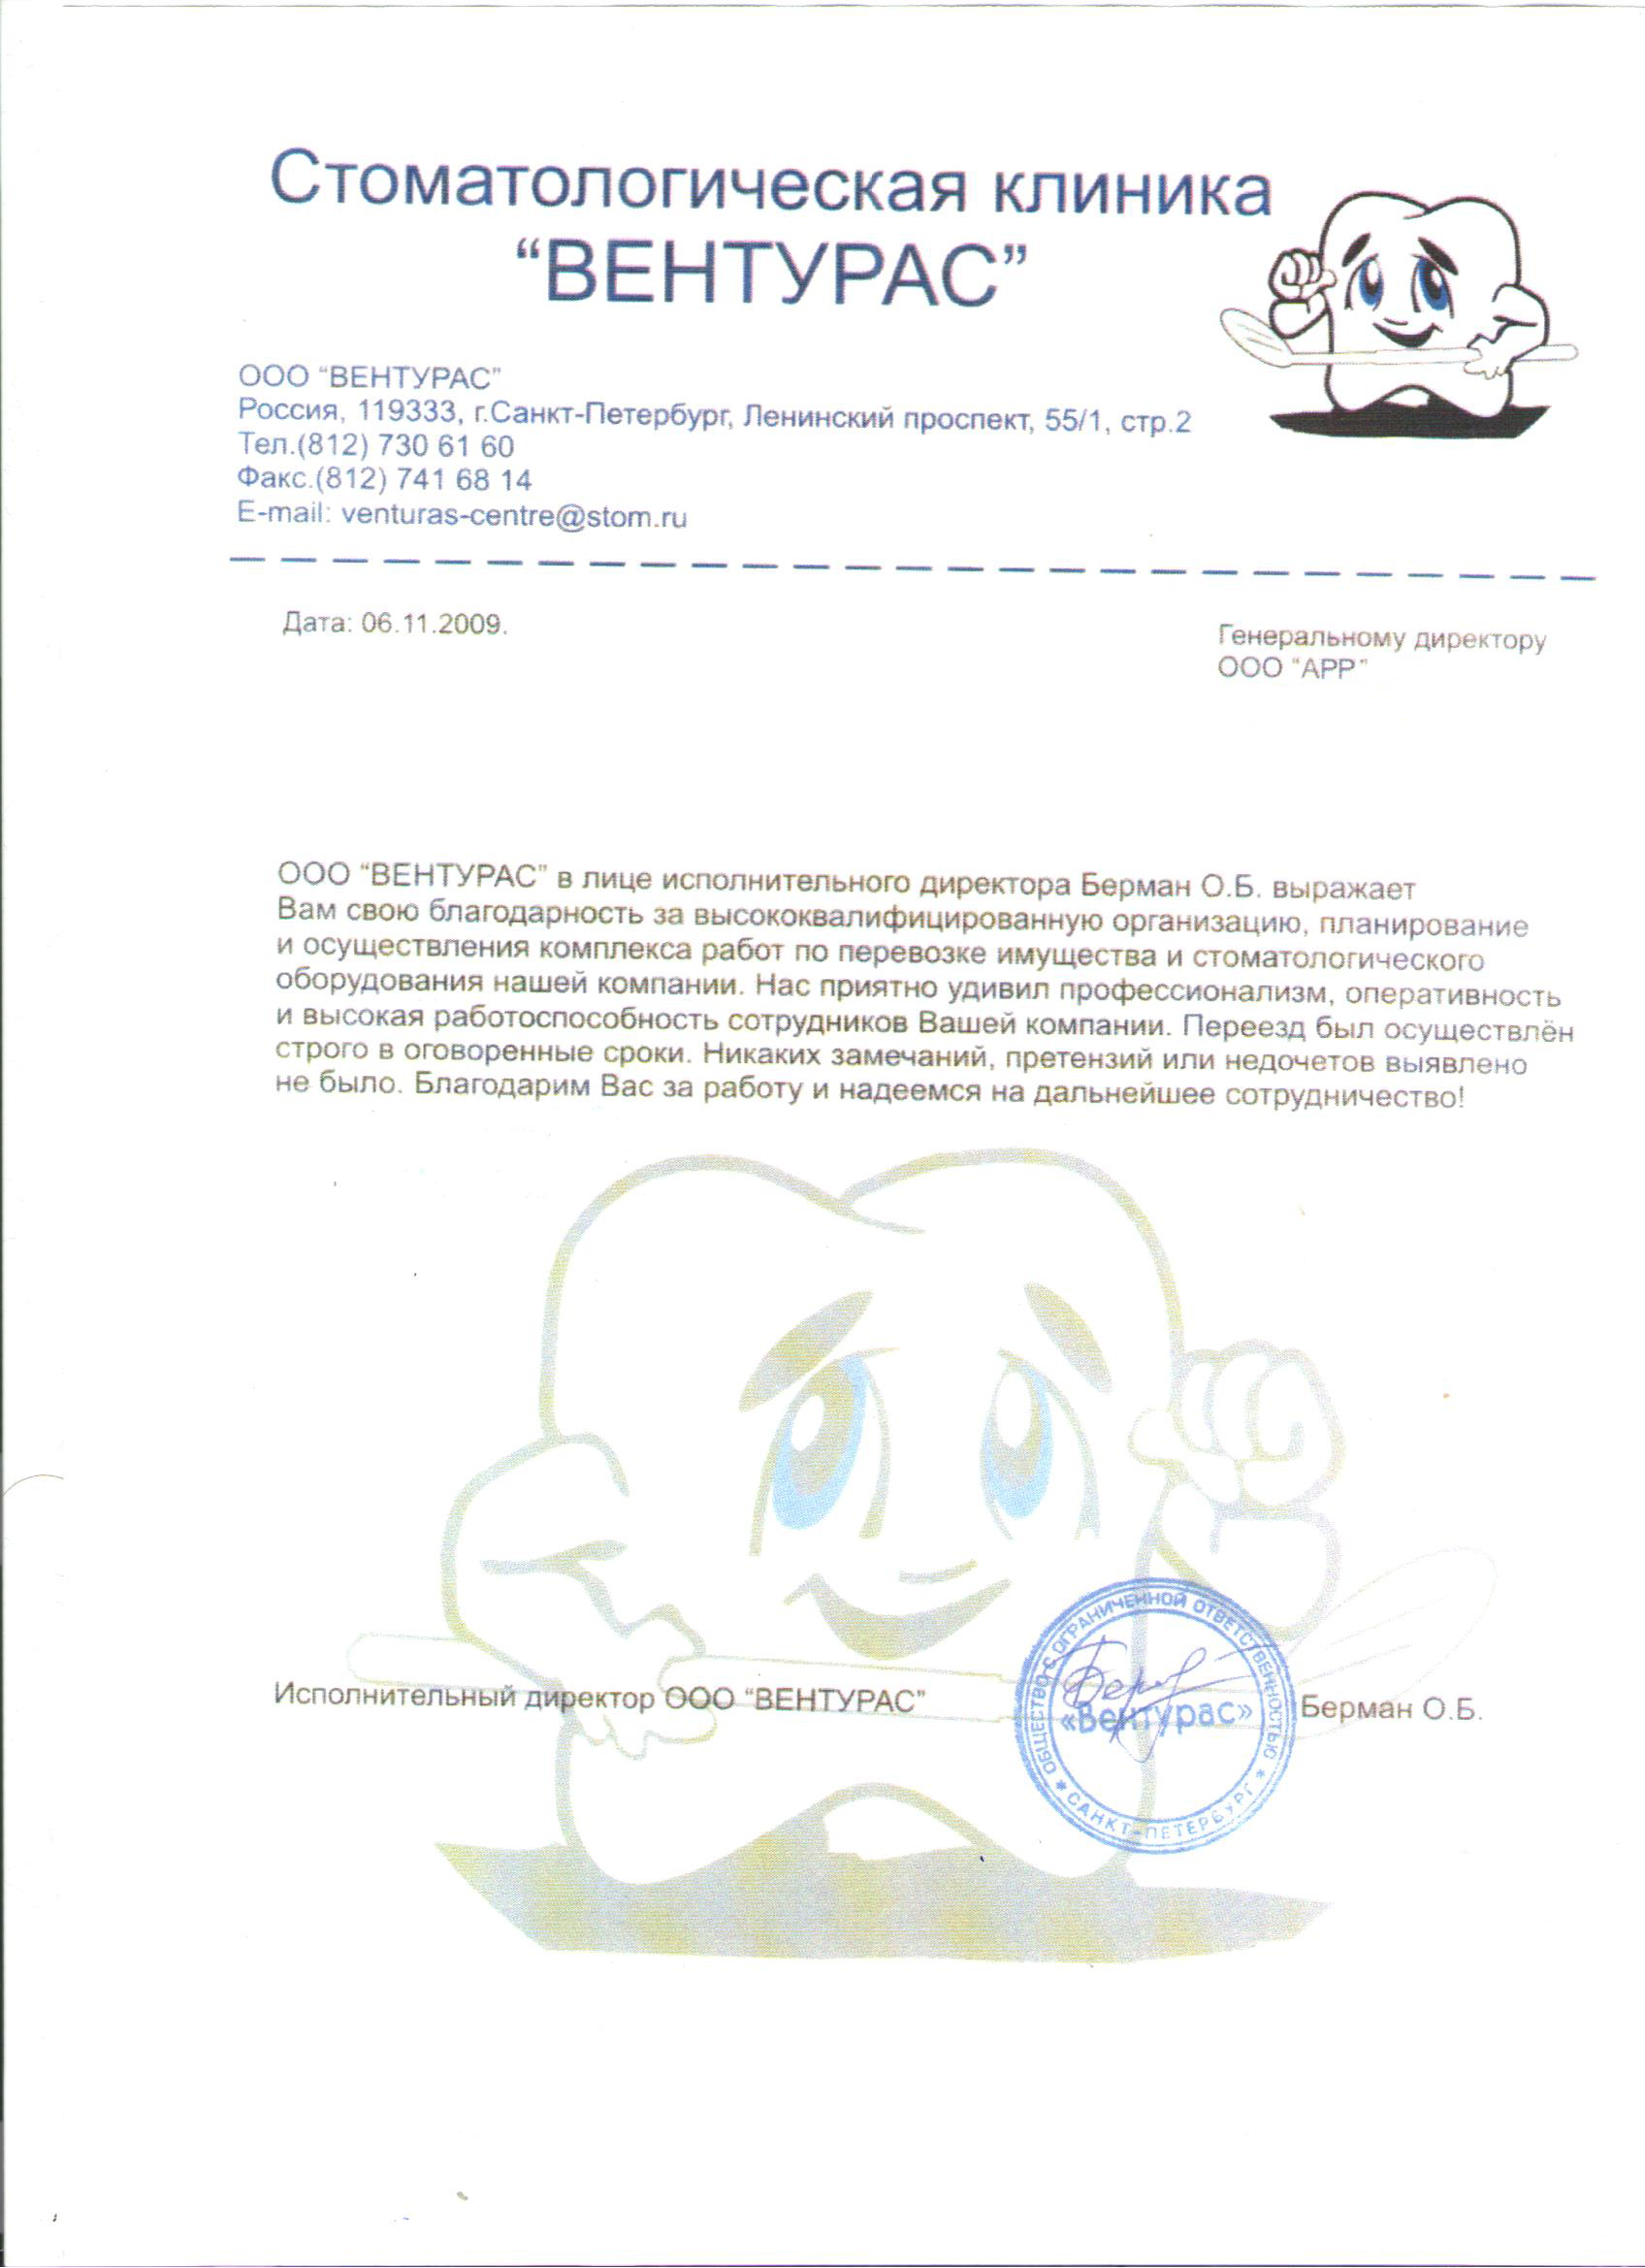 Стоматологическая клиника
“ВЕНТУРАС”
ООО “ВЕНТУРАС”
Россия, 119333, г.Санкт-Петербург, Ленинский проспект, 55/1, стр.2
Тел.(812) 730 61 60
Факс.(812) 741 68 14
E-mail: venturas-centre@stom.ru
Дата: 06.11.2009.
Генеральному директору
ООО “АРР”
ООО “ВЕНТУРАС” в лице исполнительного директора Берман О.Б. выражает
Вам свою благодарность за высококвалифицированную организацию, планирование
и осуществления комплекса работ по перевозке имущества и стоматологического
оборудования нашей компании. Нас приятно удивил профессионализм, оперативность
и высокая работоспособность сотрудников Вашей компании. Переезд был осуществлён
строго в оговоренные сроки. Никаких замечаний, претензий или недочетов выявлено
не было. Благодарим Вас за работу и надеемся на дальнейшее сотрудничество!
Исполнительный директор ООО “ВЕНТУРАС”
Берман О.Б.
ОБЩЕСТВО С ОГРАНИЧЕННОЙ ОТВЕТСТВЕННОСТЬЮ
«Вентурас»
* САНКТ-ПЕТЕРБУРГ *